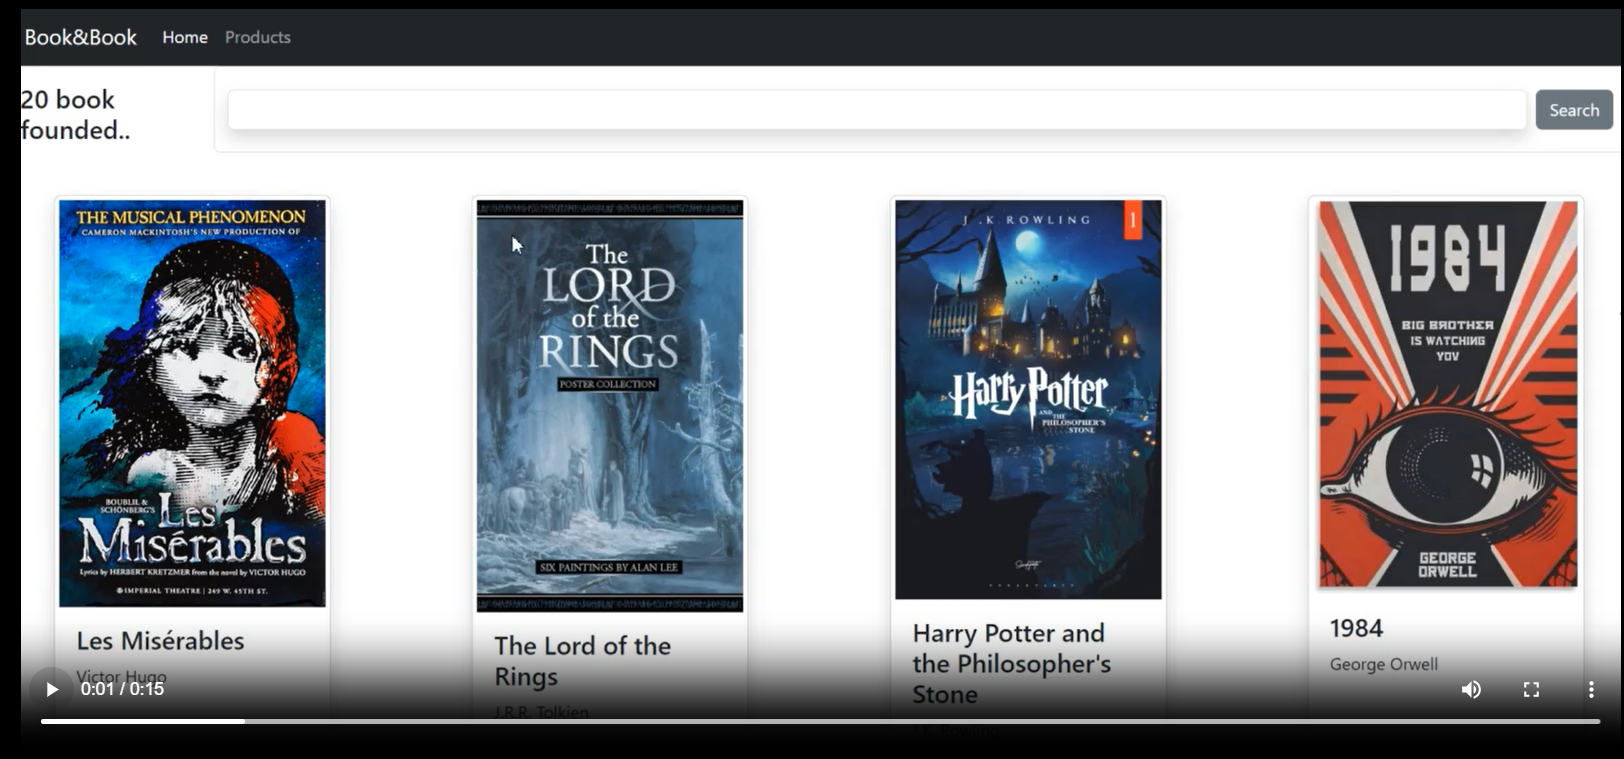 Book&Book Home Products
20 book
founded..
Search
THE MUSICAL PHENOMENON
CAMERON MACKINTOSH'S NEW PRODUCTION OF
BOUBLIL &
SCHÖNBERG'S
Les
Misérables
Lyrics by HERBERT KRETZMER from the novel by VICTOR HUGO
IMPERIAL THEATRE | 249 W. 45TH ST.
Les Misérables
Victor Hugo
The
LORD
of the
RINGS
POSTER COLLECTION
SIX PAINTINGS BY ALAN LEE
The Lord of the
Rings
J.R.R. Tolkien
J.K. ROWLING
1
Harry Potter
AND THE
PHILOSOPHER'S
STONE
Harry Potter and
the Philosopher's
Stone
J.K. Rowling
1984
BIG BROTHER
IS WATCHING
YOV
GEORGE
ORWELL
1984
George Orwell
0:01 / 0:15